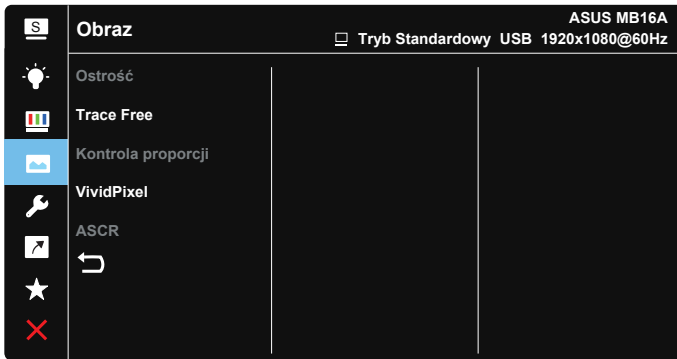 S
Obraz
ASUS MB16A
Tryb Standardowy USB 1920x1080@60Hz
Ostrość
Trace Free
Kontrola proporcji
VividPixel
ASCR